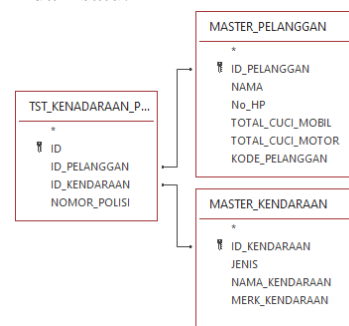 TST_KENADARAAN_P...
*
ID
ID_PELANGGAN
ID_KENDARAAN
NOMOR_POLISI
MASTER_PELANGGAN
*
ID_PELANGGAN
NAMA
No_HP
TOTAL_CUCI_MOBIL
TOTAL_CUCI_MOTOR
KODE_PELANGGAN
MASTER_KENDARAAN
*
ID_KENDARAAN
JENIS
NAMA_KENDARAAN
MERK_KENDARAAN